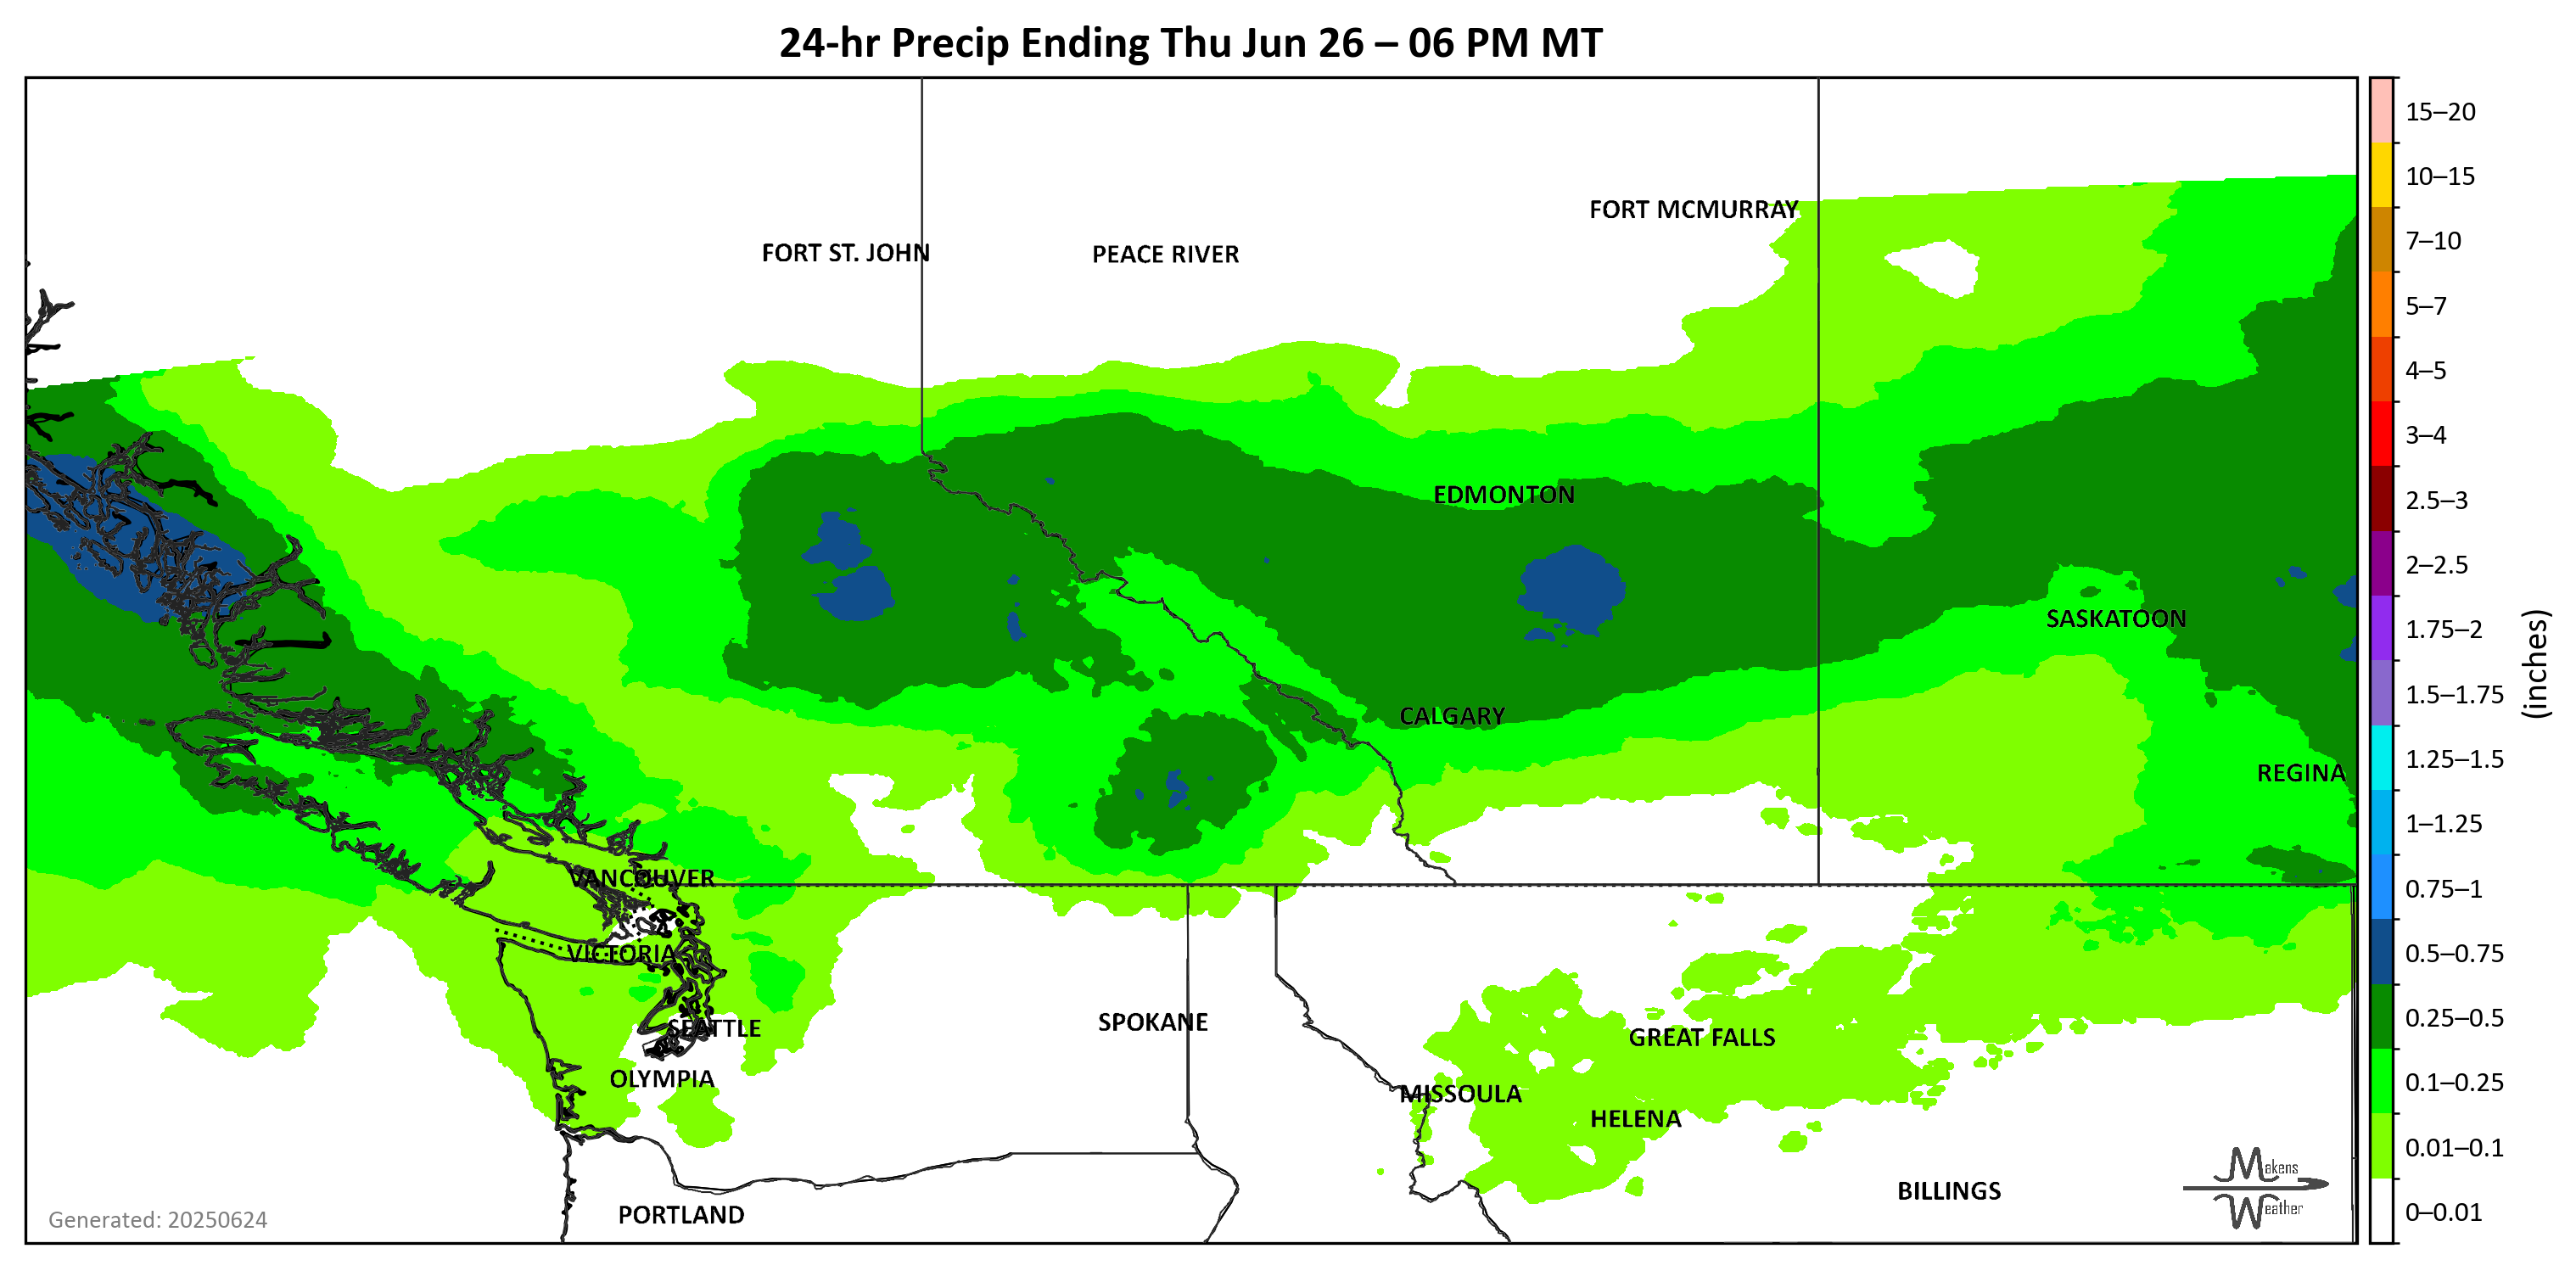 24-hr Precip Ending Thu Jun 26 – 06 PM MT
15–20
10–15
FORT MCMURRAY
7–10
FORT ST. JOHN
PEACE RIVER
5–7
4–5
3–4
EDMONTON
2.5–3
2–2.5
SASKATOON
1.75–2
(inches)
1.5–1.75
CALGARY
1.25–1.5
REGINA
1–1.25
VANCOUVER
0.75–1
VICTORIA
0.5–0.75
SPOKANE
0.25–0.5
SEATTLE
GREAT FALLS
OLYMPIA
0.1–0.25
MISSOULA
HELENA
0.01–0.1
Makens
Weather
BILLINGS
PORTLAND
0–0.01
Generated: 20250624